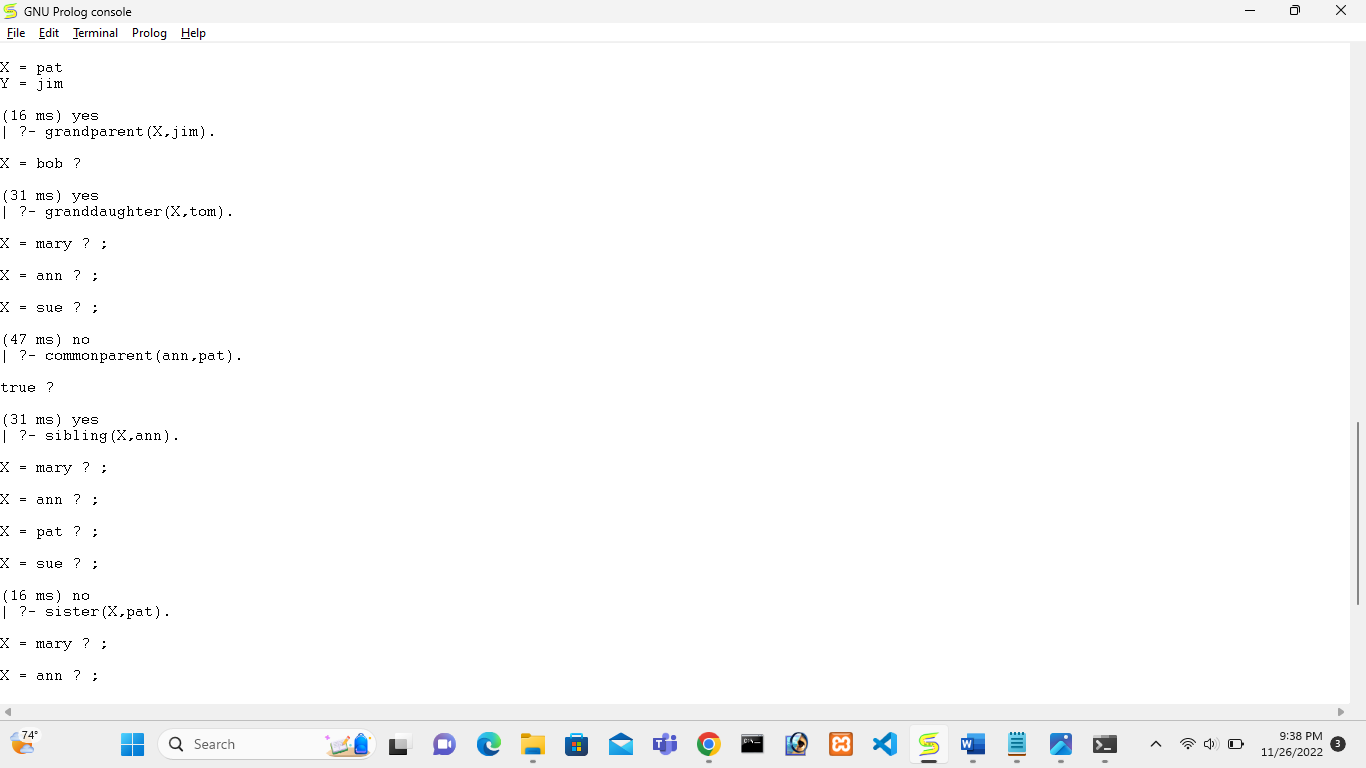 GNU Prolog console
File Edit Terminal Prolog Help
X = pat
Y = jim
(16 ms) yes
| ?- grandparent(X,jim).
X = bob ?
(31 ms) yes
| ?- granddaughter(X,tom).
X = mary ? ;
X = ann ? ;
X = sue ? ;
(47 ms) no
| ?- commonparent(ann,pat).
true ?
(31 ms) yes
| ?- sibling(X,ann).
X = mary ? ;
X = ann ? ;
X = pat ? ;
X = sue ? ;
(16 ms) no
| ?- sister(X,pat).
X = mary ? ;
X = ann ? ;
74°
Search
9:38 PM
11/26/2022
3